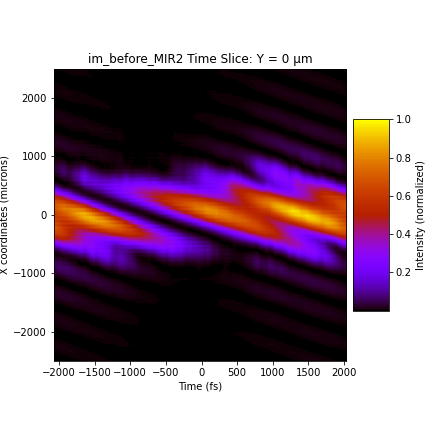 im_before_MIR2 Time Slice: Y = 0 μm
X coordinates (microns)
2000
1000
0
−1000
−2000
−2000 −1500 −1000 −500 0 500 1000 1500 2000
Time (fs)
1.0
0.8
0.6
0.4
0.2
Intensity (normalized)